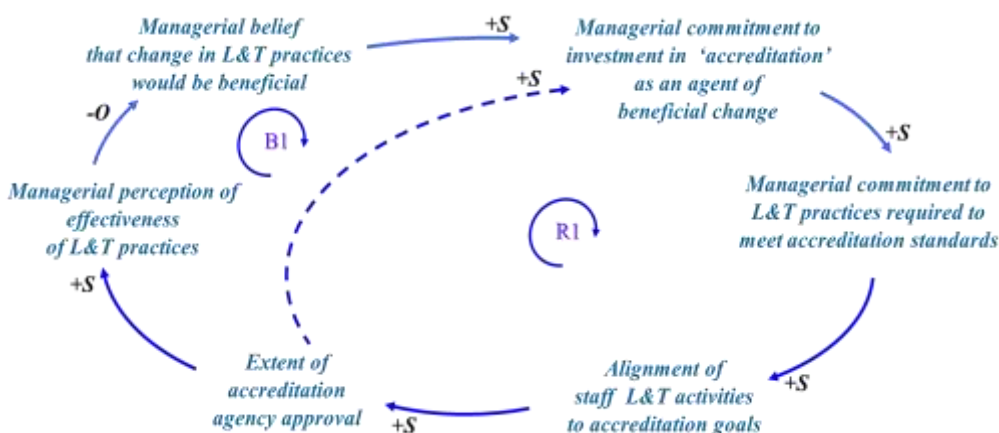 Managerial belief
that change in L&T practices
would be beneficial
+S
Managerial commitment to
investment in ‘accreditation’
as an agent of
beneficial change
+S
-O
B1
+S
Managerial perception of
effectiveness
of L&T practices
Managerial commitment to
L&T practices required to
meet accreditation standards
R1
+S
Extent of
accreditation
agency approval
Alignment of
staff L&T activities
to accreditation goals
+S
+S